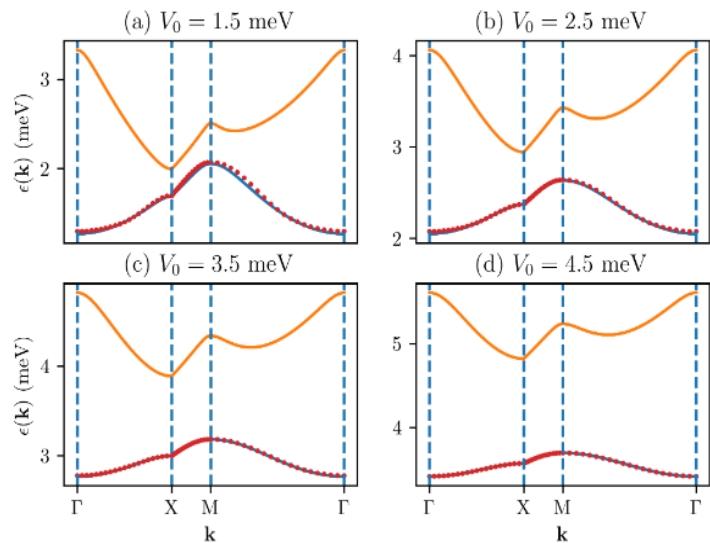 (a) V₀ = 1.5 meV
(b) V₀ = 2.5 meV
3
2
ϵ(k) (meV)
4
3
2
(c) V₀ = 3.5 meV
(d) V₀ = 4.5 meV
4
3
ϵ(k) (meV)
5
4
Γ X M Γ
k
Γ X M Γ
k